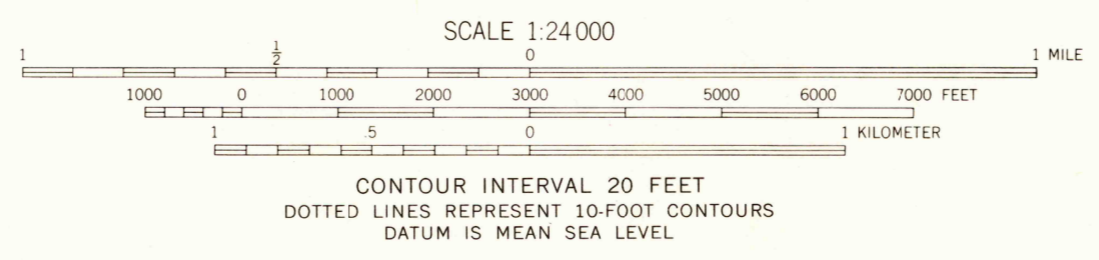 SCALE 1:24 000
1 ½ 0 1 MILE
1000 0 1000 2000 3000 4000 5000 6000 7000 FEET
1 .5 0 1 KILOMETER
CONTOUR INTERVAL 20 FEET
DOTTED LINES REPRESENT 10-FOOT CONTOURS
DATUM IS MEAN SEA LEVEL